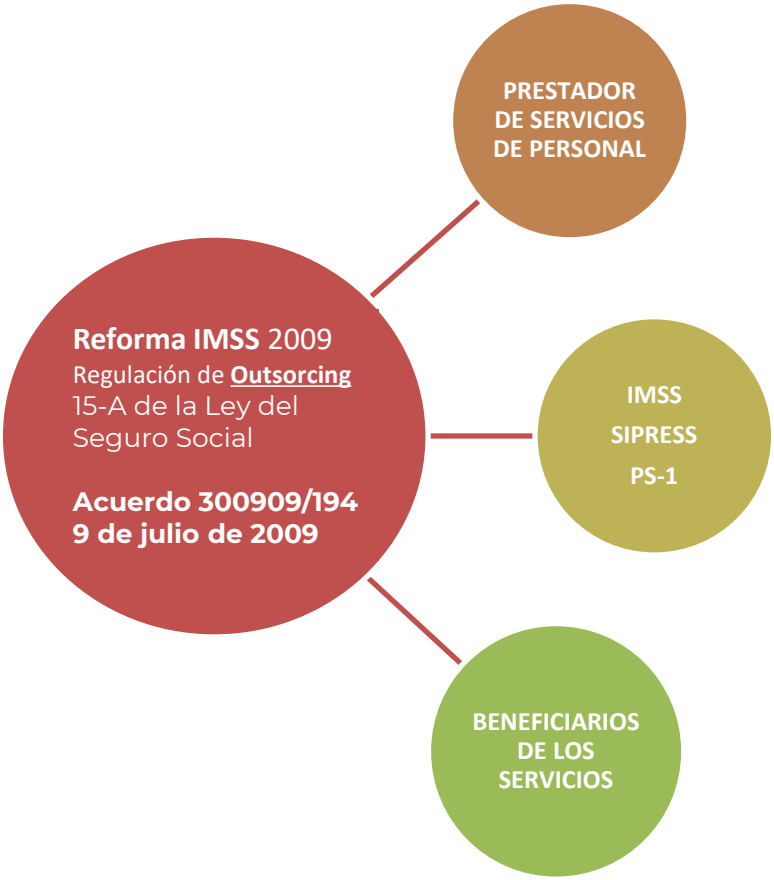 PRESTADOR
DE SERVICIOS
DE PERSONAL
Reforma IMSS 2009
Regulación de Outsorcing
15-A de la Ley del
Seguro Social
Acuerdo 300909/194
9 de julio de 2009
IMSS
SIPRESS
PS-1
BENEFICIARIOS
DE LOS
SERVICIOS